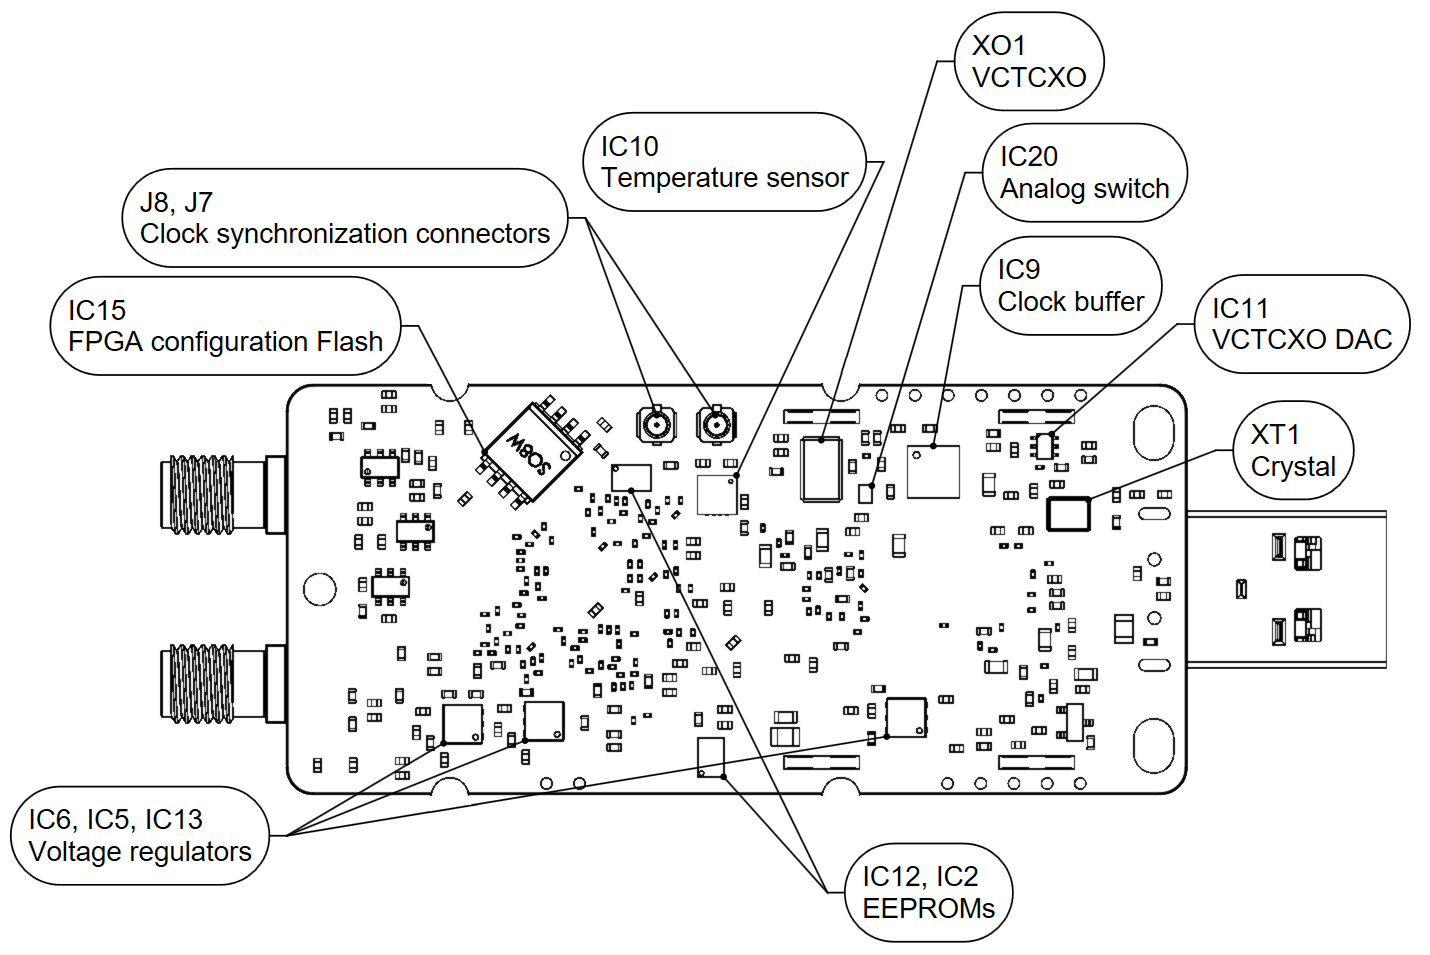 XO1
VCTCXO
IC10
Temperature sensor
IC20
Analog switch
J8, J7
Clock synchronization connectors
IC9
Clock buffer
IC15
FPGA configuration Flash
IC11
VCTCXO DAC
XT1
Crystal
SO8W
IC6, IC5, IC13
Voltage regulators
IC12, IC2
EEPROMs